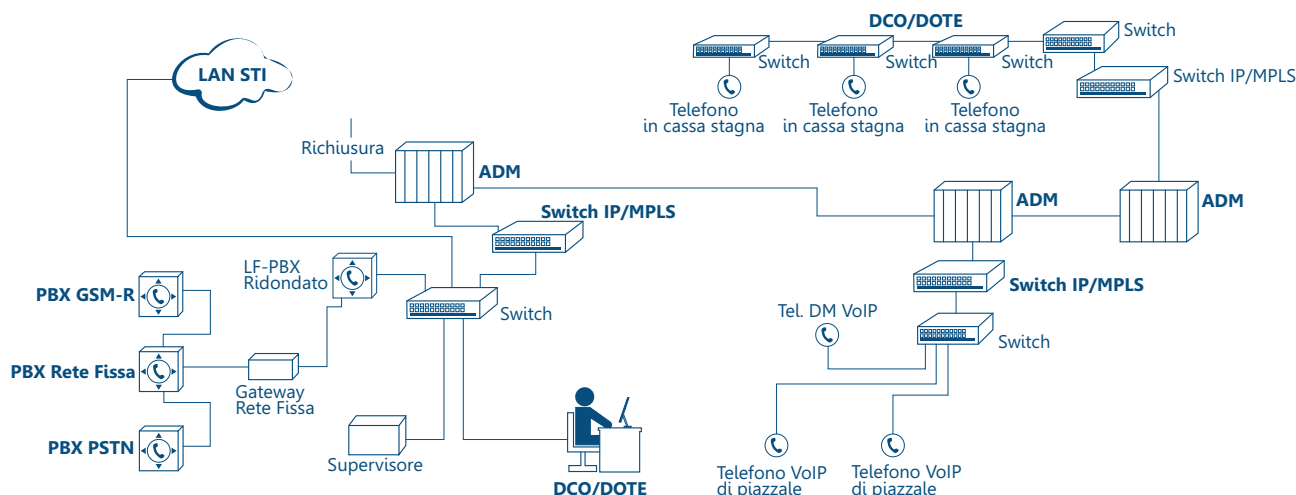 DCO/DOTE
Switch
Switch
Switch
Switch
Switch IP/MPLS
Telefono
in cassa stagna
Telefono
in cassa stagna
Telefono
in cassa stagna
LAN STI
Richiusura
ADM
ADM
ADM
Switch IP/MPLS
LF-PBX
Ridondato
PBX GSM-R
Switch
Switch IP/MPLS
Tel. DM VoIP
Switch
PBX Rete Fissa
Gateway
Rete Fissa
PBX PSTN
Supervisore
DCO/DOTE
Telefono VoIP
di piazzale
Telefono VoIP
di piazzale